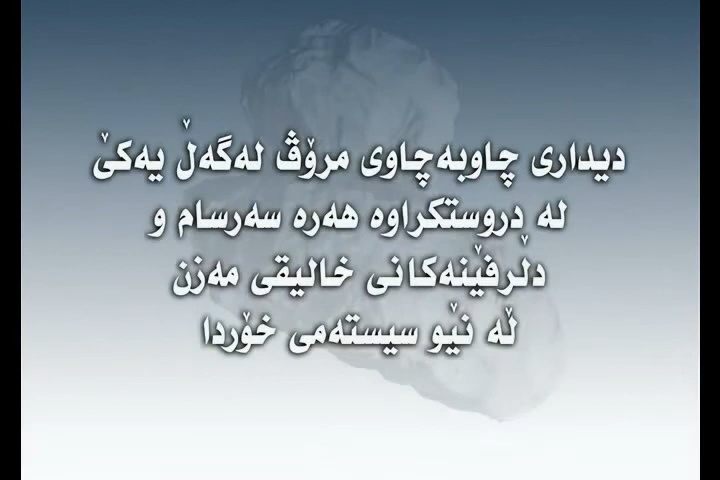 دیداری چاوبەچاوی مرۆڤ لەگەڵ یەکێ
لە دروستکراوە هەرە سەرسام و
دڵرفێنەکانی خالیقی مەزن
لە نێو سیستەمی خۆردا